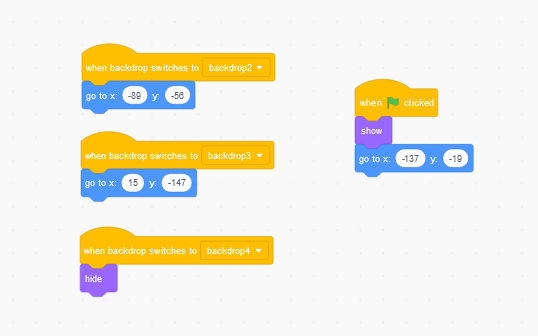 when backdrop switches to backdrop2
go to x: -89 y: -56
when backdrop switches to backdrop3
go to x: 15 y: -147
when backdrop switches to backdrop4
hide
when clicked
show
go to x: -137 y: -19